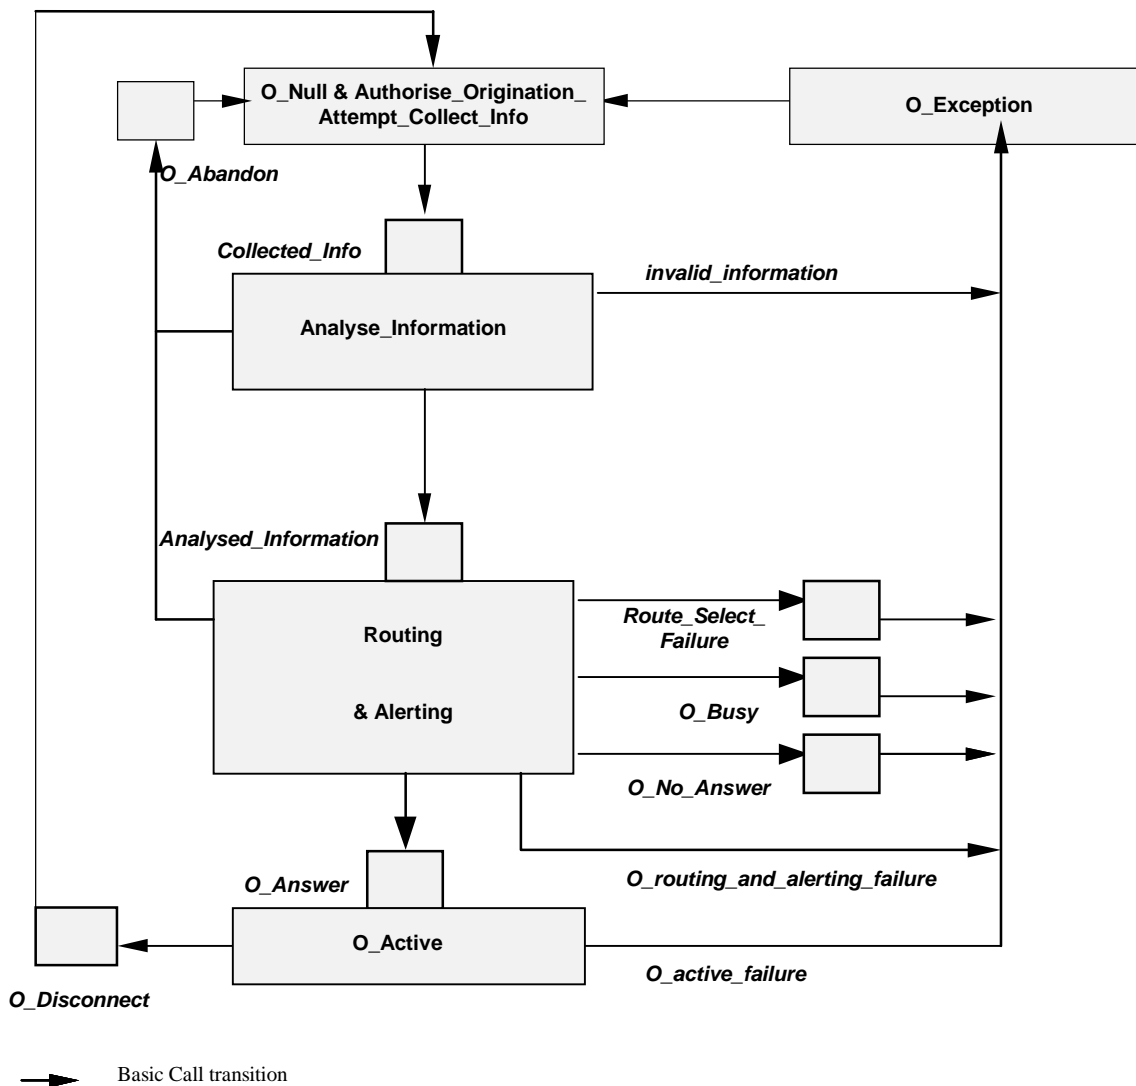 O_Null & Authorise_Origination_
Attempt_Collect_Info
O_Exception
O_Abandon
Collected_Info
invalid_information
Analyse_Information
Analysed_Information
Route_Select_
Failure
Routing
& Alerting
O_Busy
O_No_Answer
O_routing_and_alerting_failure
O_Answer
O_Active
O_active_failure
O_Disconnect
Basic Call transition